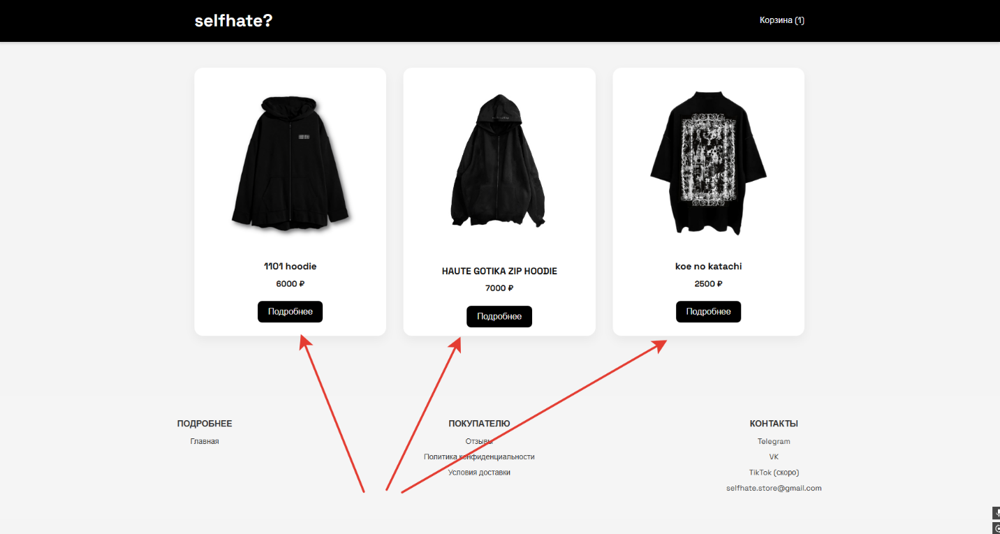 selfhate?
Корзина (1)
1101 hoodie
6000 ₽
Подробнее
HAUTE GOTIKA ZIP HOODIE
7000 ₽
Подробнее
koe no katachi
2500 ₽
Подробнее
ПОДРОБНЕЕ
Главная
ПОКУПАТЕЛЮ
Отзывы
Политика конфиденциальности
Условия доставки
КОНТАКТЫ
Telegram
VK
TikTok (скоро)
selfhate.store@gmail.com